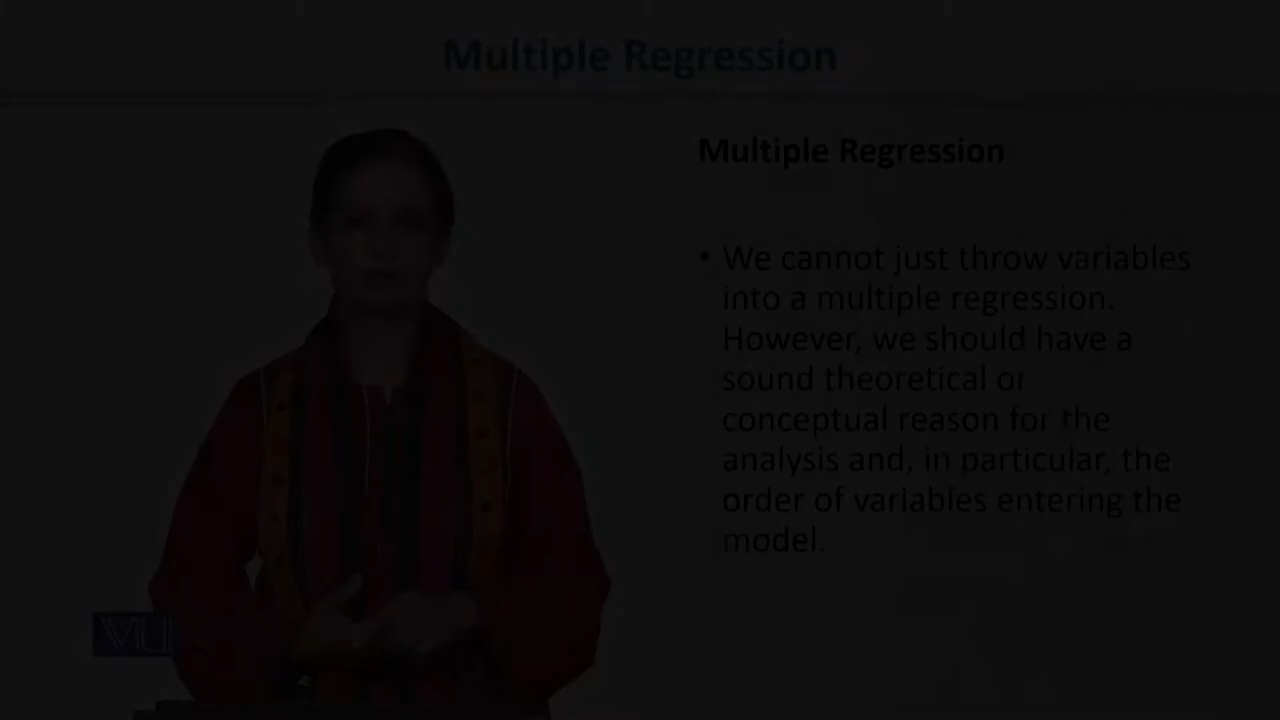 Multiple Regression
Multiple Regression
• We cannot just throw variables
into a multiple regression.
However, we should have a
sound theoretical or
conceptual reason for the
analysis and, in particular, the
order of variables entering the
model.
VU